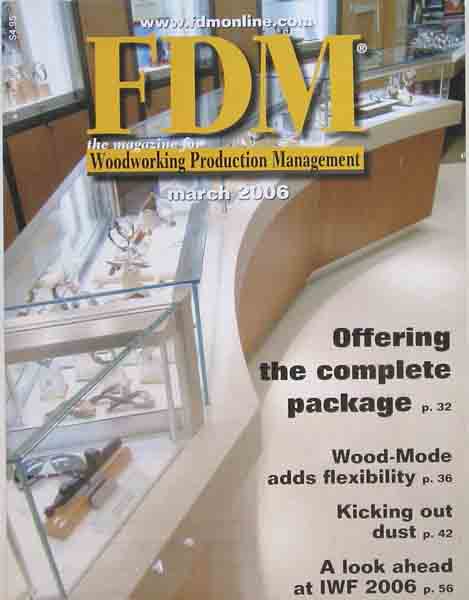 $4.95
www.fdmonline.com
FDM®
the magazine for
Woodworking Production Management
march 2006
Offering
the complete
package p. 32
Wood-Mode
adds flexibility p. 36
Kicking out
dust p. 42
A look ahead
at IWF 2006 p. 56